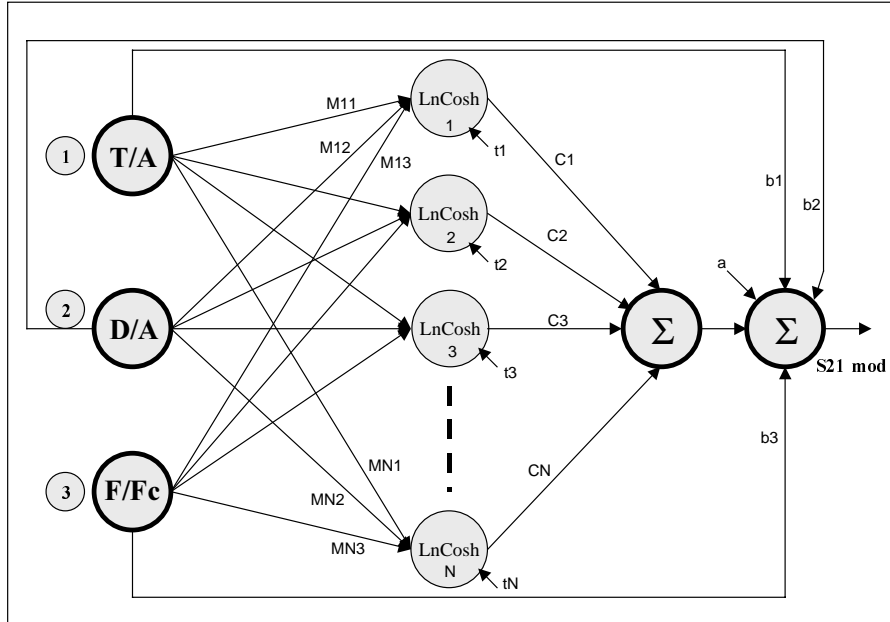 LnCosh
1
M11
M12
M13
t1
1
T/A
C1
b1
b2
LnCosh
2
C2
t2
a
2
D/A
LnCosh
3
C3
t3
Σ
Σ
S21 mod
b3
3
F/Fc
MN1
MN2
MN3
CN
LnCosh
N
tN